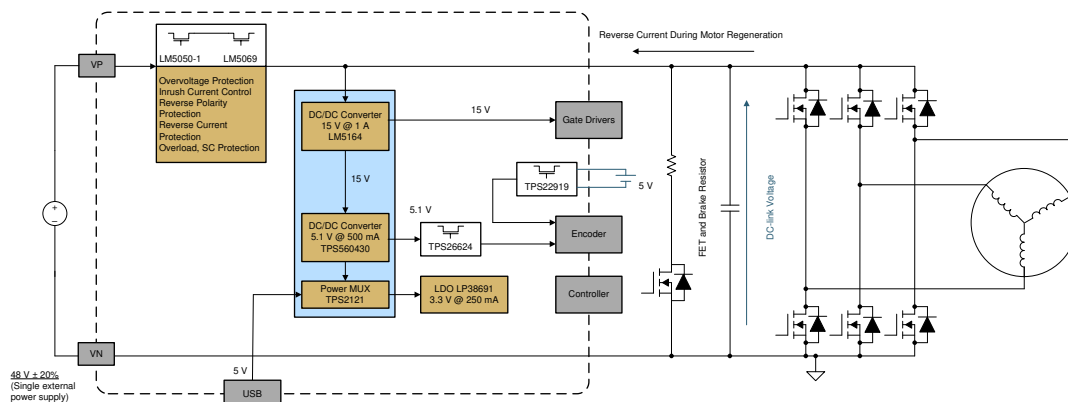 Reverse Current During Motor Regeneration
LM5050-1
LM5069
VP
Overvoltage Protection
Inrush Current Control
Reverse Polarity
Protection
Reverse Current
Protection
Overload, SC Protection
DC/DC Converter
15 V @ 1 A
LM5164
15 V
Gate Drivers
15 V
TPS22919
5 V
5.1 V
DC/DC Converter
5.1 V @ 500 mA
TPS560430
TPS26624
Encoder
FET and Brake Resistor
DC-link Voltage
+
−
Power MUX
TPS2121
LDO LP38691
3.3 V @ 250 mA
Controller
VN
48 V ± 20%
(Single external
power supply)
5 V
USB